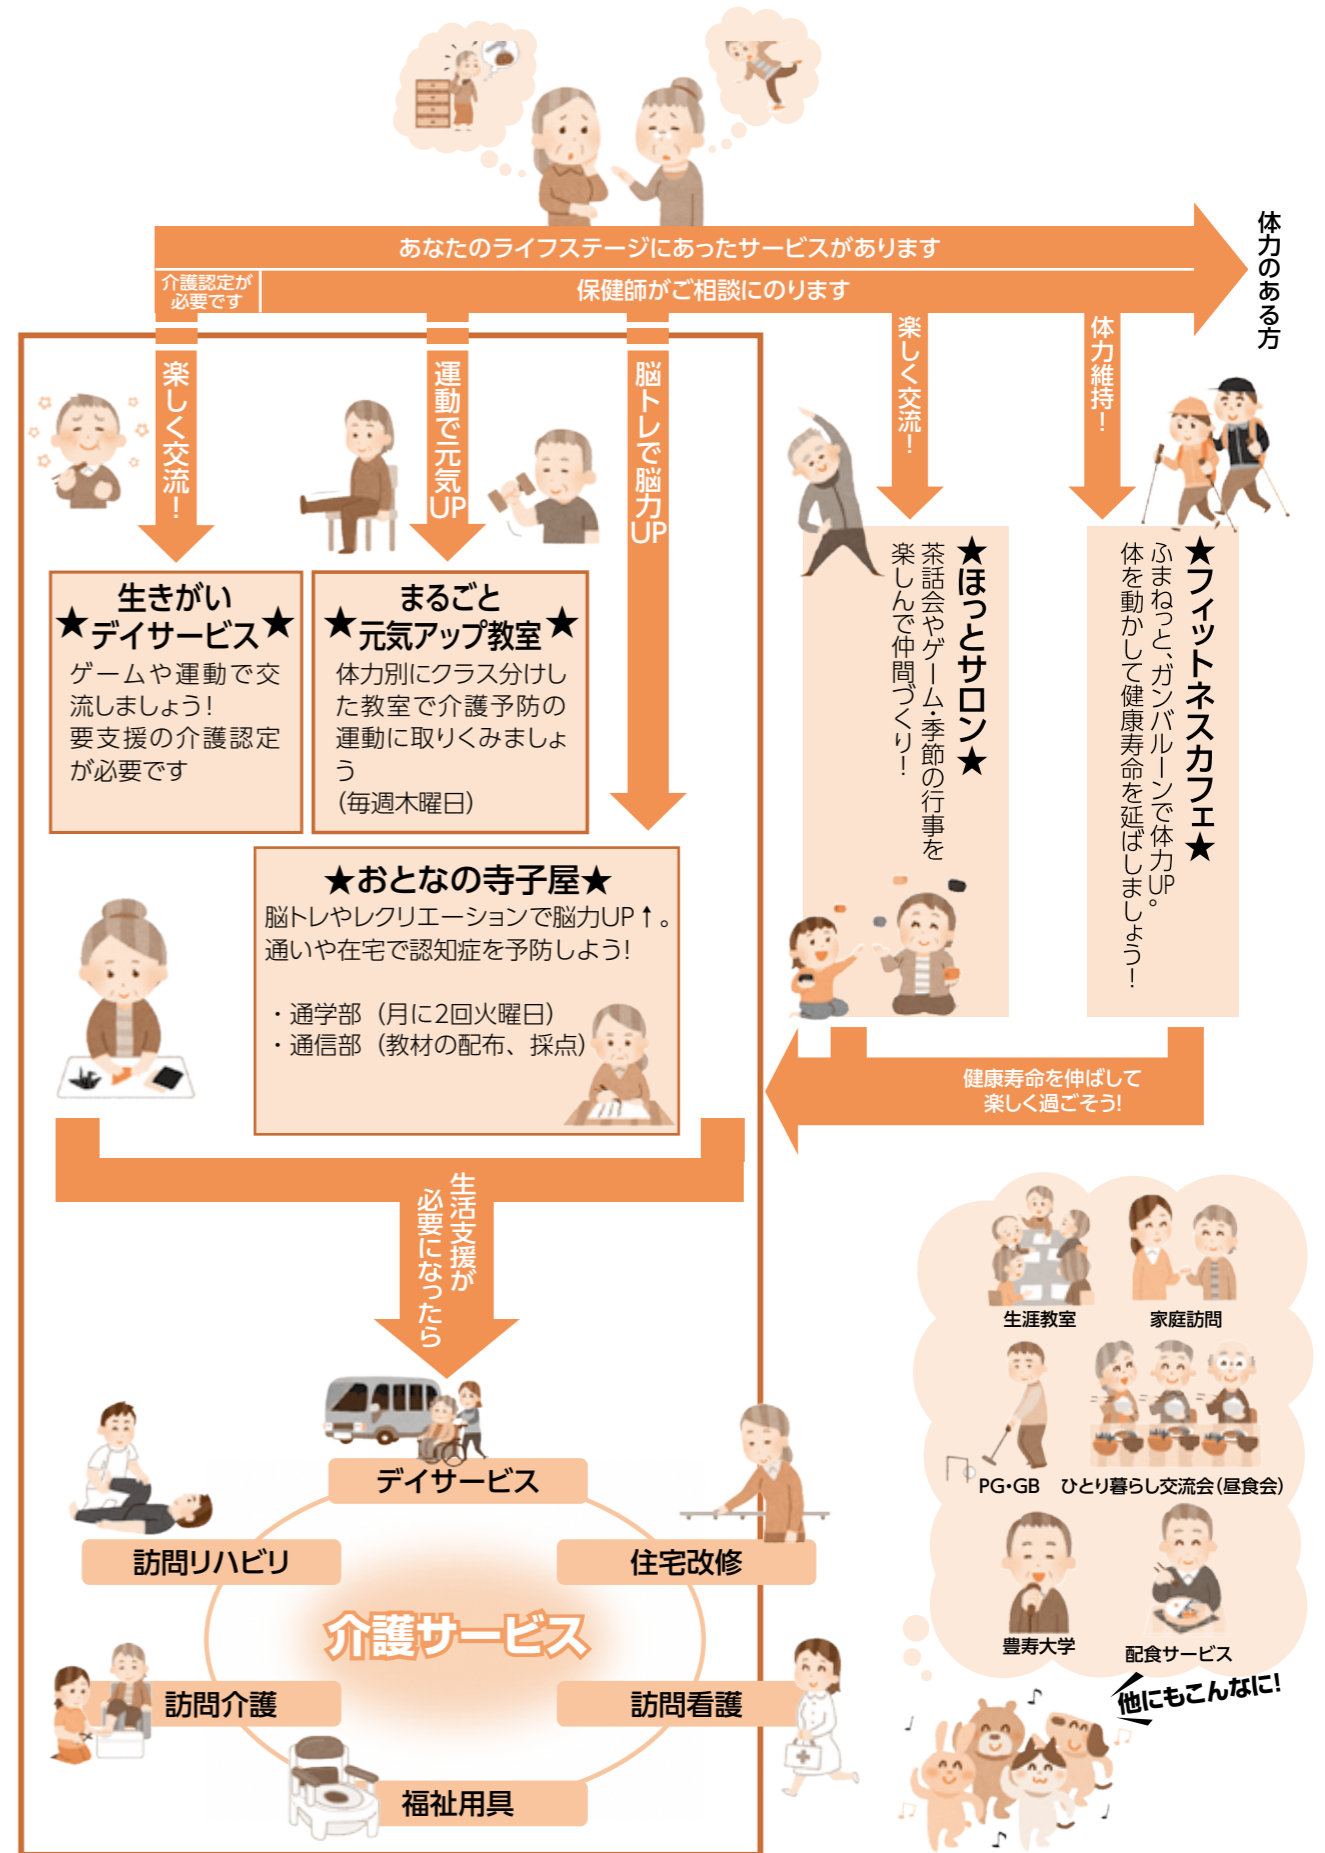 あなたのライフステージにあったサービスがあります
介護認定が
必要です
保健師がご相談にのります
体力のある方
楽しく交流！
運動で元気UP
脳トレで脳力UP
楽しく交流！
体力維持！
★生きがい
デイサービス★
ゲームや運動で交
流しましょう！
要支援の介護認定
が必要です
★まるごと
元気アップ教室★
体力別にクラス分けし
た教室で介護予防の
運動に取りくみましょ
う
（毎週木曜日）
★ほっとサロン★
茶話会やゲーム・季節の行事を
楽しんで仲間づくり！
★フィットネスカフェ★
ふまねっと、ガンバルーンで体力UP。
体を動かして健康寿命を延ばしましょう！
★おとなの寺子屋★
脳トレやレクリエーションで脳力UP↑。
通いや在宅で認知症を予防しよう！
・通学部（月に2回火曜日）
・通信部（教材の配布、採点）
健康寿命を伸ばして
楽しく過ごそう！
生活支援が
必要になったら
デイサービス
訪問リハビリ
住宅改修
介護サービス
訪問介護
訪問看護
福祉用具
生涯教室
家庭訪問
PG・GB
ひとり暮らし交流会（昼食会）
豊寿大学
配食サービス
他にもこんなに！